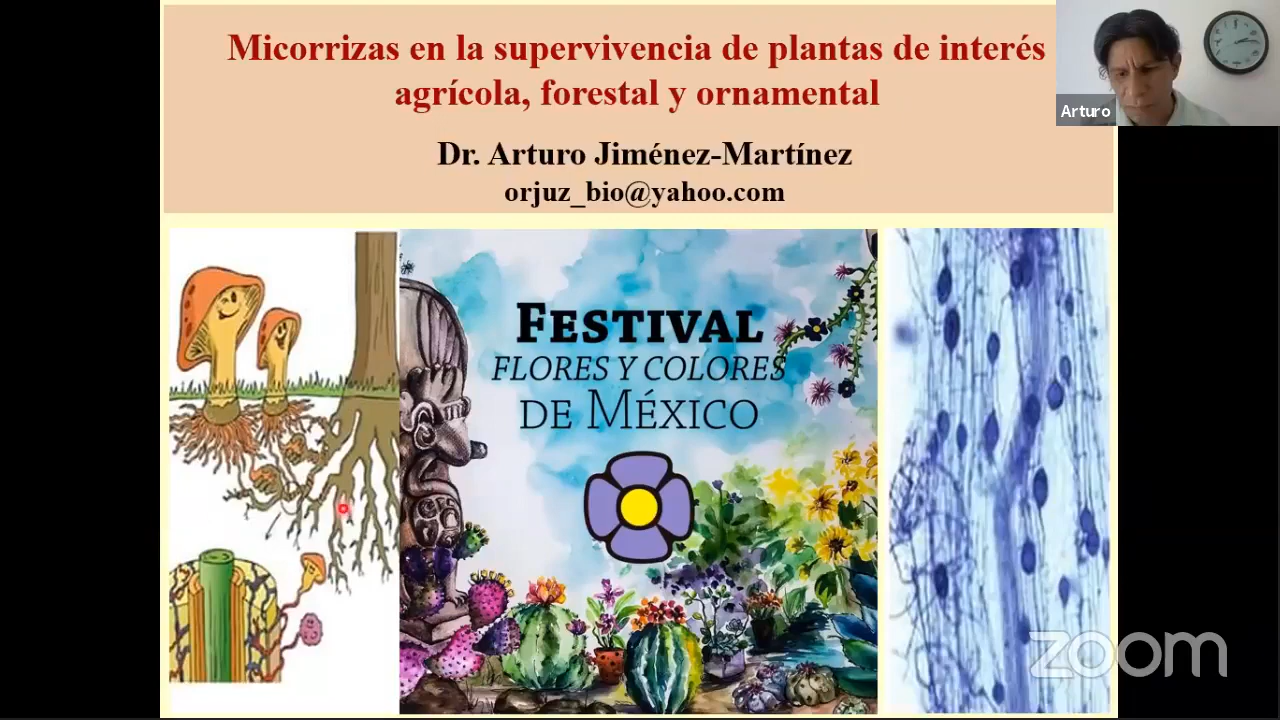 Micorrizas en la supervivencia de plantas de interés
agrícola, forestal y ornamental
Dr. Arturo Jiménez-Martínez
orjuz_bio@yahoo.com
Arturo
FESTIVAL
FLORES Y COLORES
DE MÉXICO
zoom